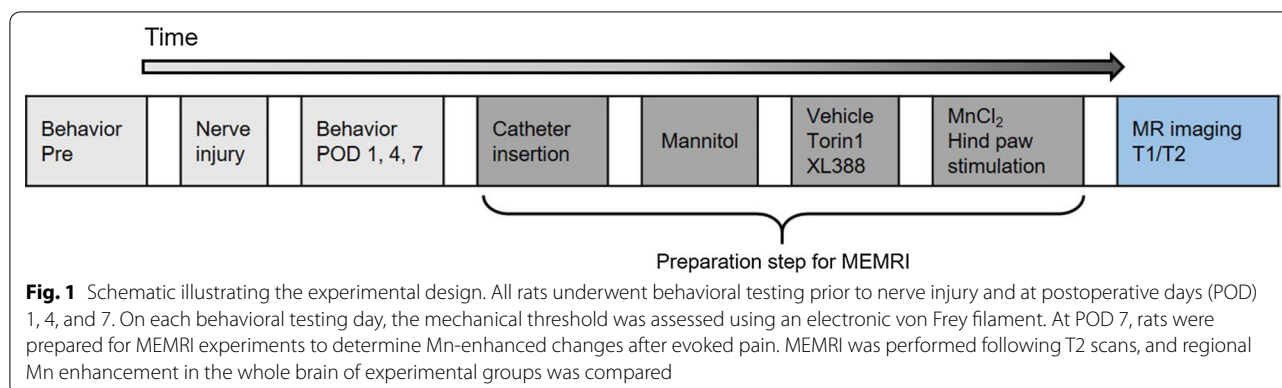 Time
Behavior
Pre
Nerve
injury
Behavior
POD 1, 4, 7
Catheter
insertion
Mannitol
Vehicle
Torin1
XL388
MnCl₂
Hind paw
stimulation
MR imaging
T1/T2
Preparation step for MEMRI
Fig. 1 Schematic illustrating the experimental design. All rats underwent behavioral testing prior to nerve injury and at postoperative days (POD)
1, 4, and 7. On each behavioral testing day, the mechanical threshold was assessed using an electronic von Frey filament. At POD 7, rats were
prepared for MEMRI experiments to determine Mn-enhanced changes after evoked pain. MEMRI was performed following T2 scans, and regional
Mn enhancement in the whole brain of experimental groups was compared